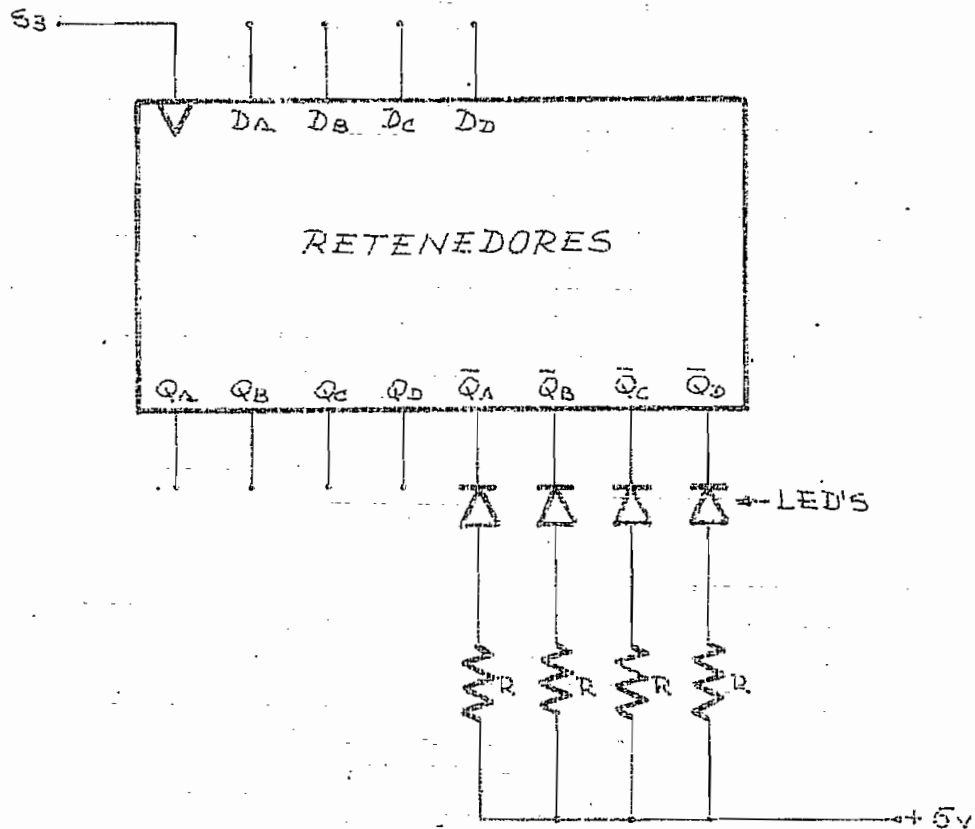 S3
DA DB DC DD
RETENEDORES
QA QB QC QD Q̅A Q̅B Q̅C Q̅D
LED'S
R R R R
+5V